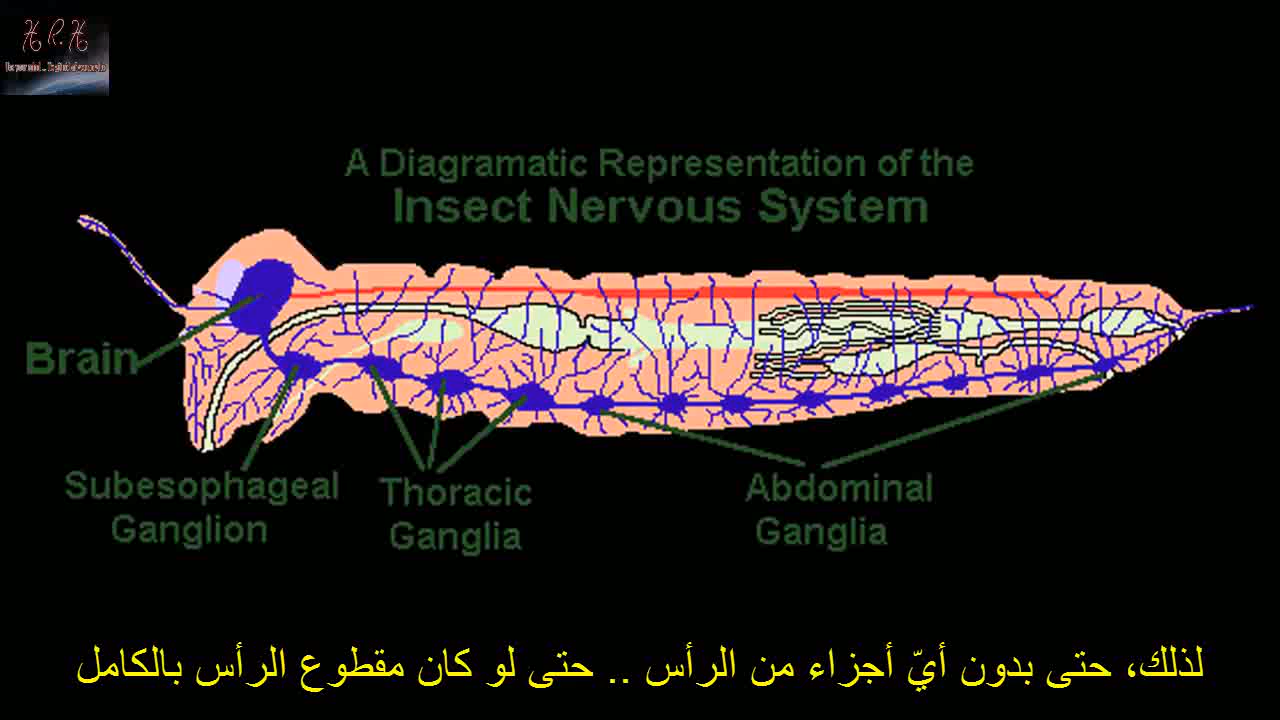 H R H
A Diagramatic Representation of the
Insect Nervous System
Brain
Subesophageal
Ganglion
Thoracic
Ganglia
Abdominal
Ganglia
لذلك، حتى بدون أيّ أجزاء من الرأس .. حتى لو كان مقطوع الرأس بالكامل